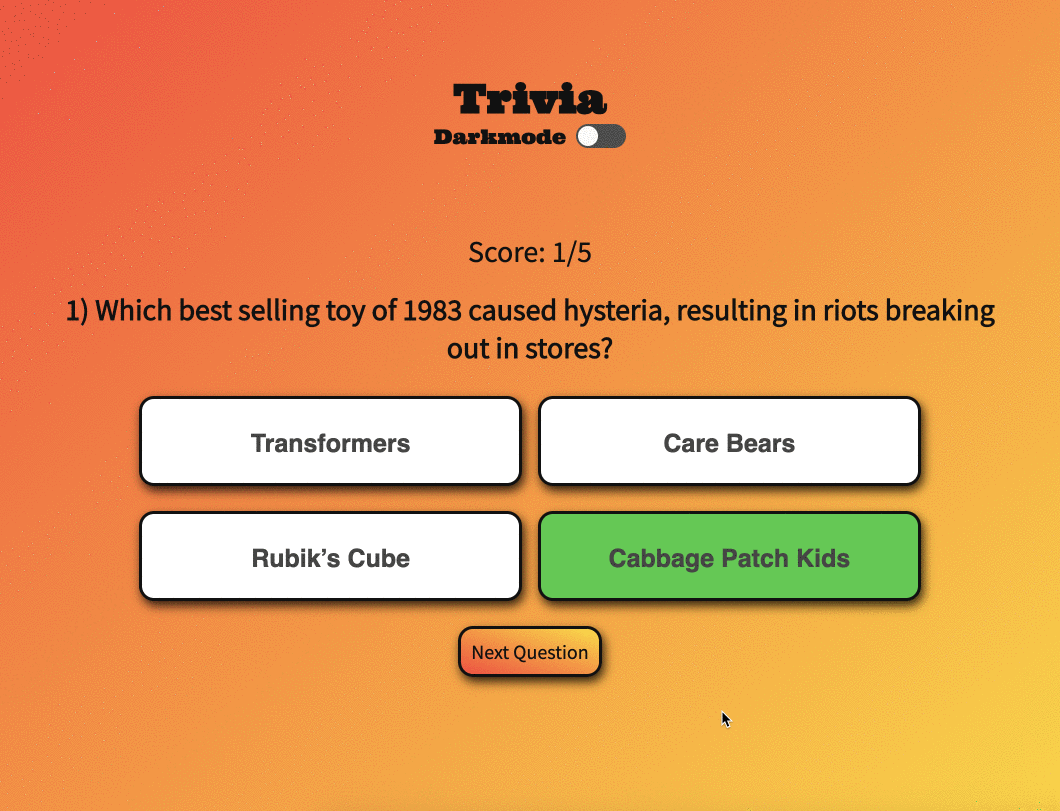 Trivia
Darkmode
Score: 1/5
1) Which best selling toy of 1983 caused hysteria, resulting in riots breaking
out in stores?
Transformers
Care Bears
Rubik’s Cube
Cabbage Patch Kids
Next Question